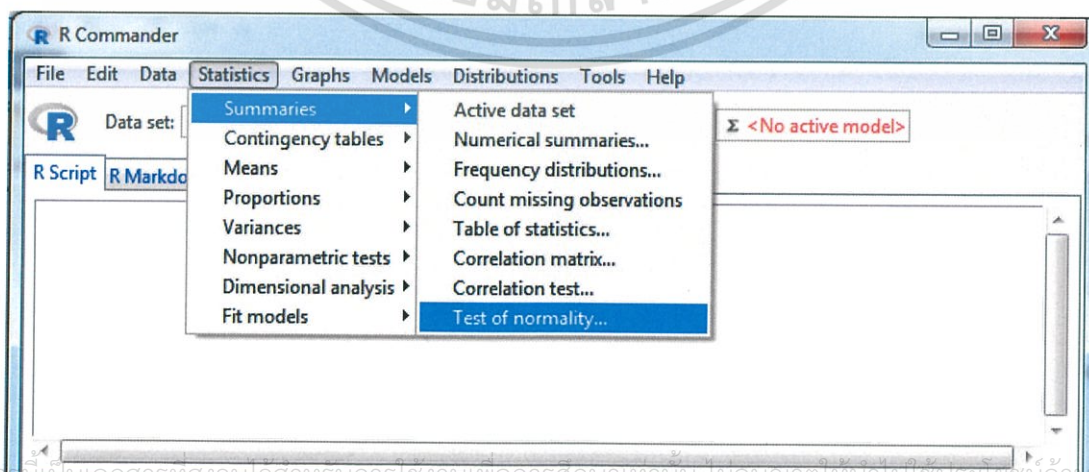 R Commander
File Edit Data Statistics Graphs Models Distributions Tools Help
Data set:
Σ <No active model>
R Script R Markdo
Summaries
Contingency tables
Means
Proportions
Variances
Nonparametric tests
Dimensional analysis
Fit models
Active data set
Numerical summaries...
Frequency distributions...
Count missing observations
Table of statistics...
Correlation matrix...
Correlation test...
Test of normality...